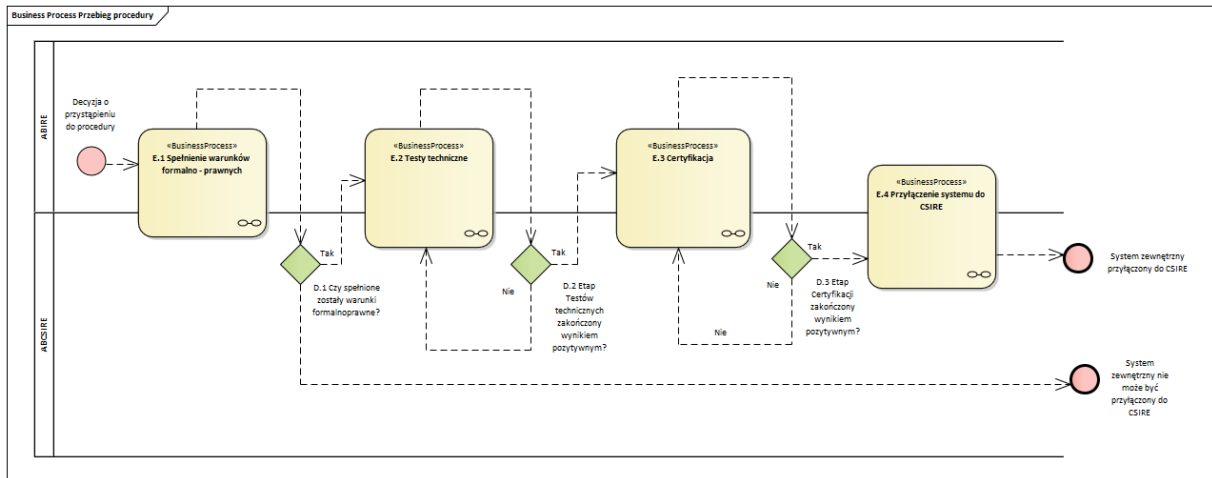 Business Process Przebieg procedury
ABIRE
Decyzja o
przystąpieniu
do procedury
«BusinessProcess»
E.1 Spełnienie warunków
formalno - prawnych
«BusinessProcess»
E.2 Testy techniczne
«BusinessProcess»
E.3 Certyfikacja
«BusinessProcess»
E.4 Przyłączenie systemu do
CSIRE
ABCSIRE
Tak
D.1 Czy spełnione
zostały warunki
formalnoprawne?
Tak
Nie
D.2 Etap
Testów
technicznych
zakończony
wynikiem
pozytywnym?
Tak
Nie
Nie
D.3 Etap
Certyfikacji
zakończony
wynikiem
pozytywnym?
System zewnętrzny
przyłączony do CSIRE
System
zewnętrzny nie
może być
przyłączony do
CSIRE